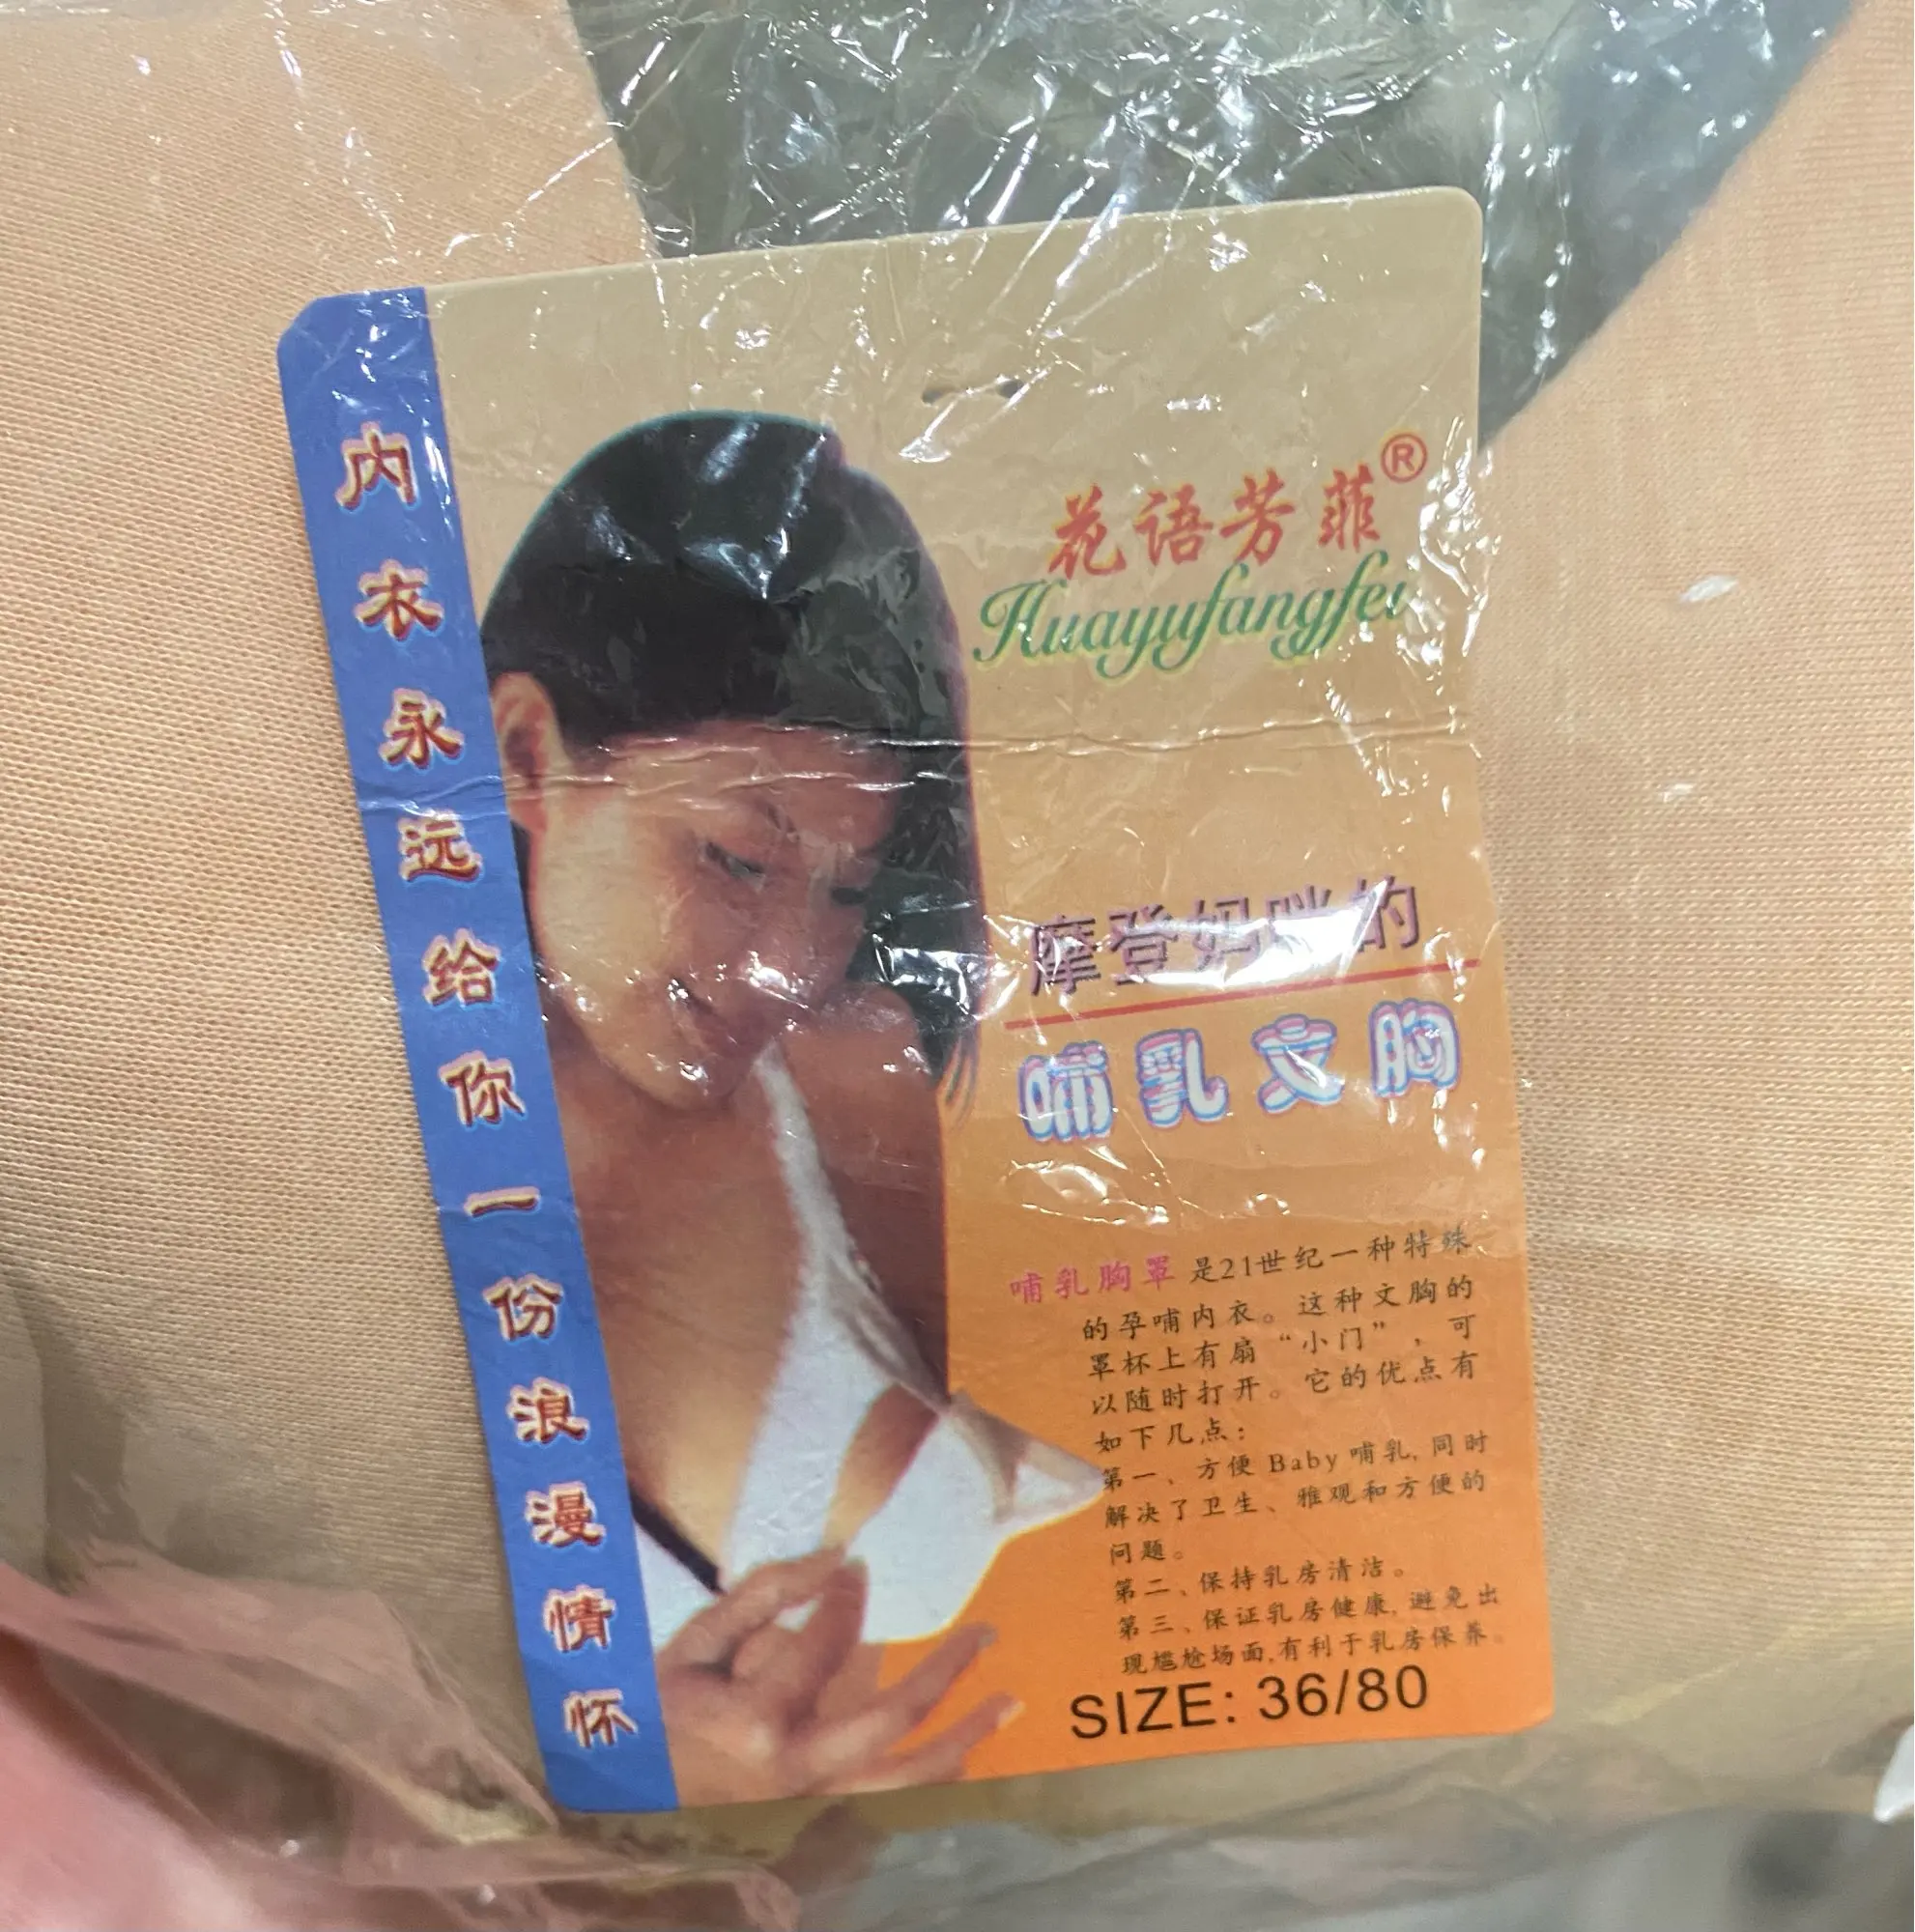 内衣永远给你一份浪漫情怀
花语芳菲®
Huayufangfei
摩登妈咪的
哺乳文胸
哺乳胸罩是21世纪一种特殊
的孕哺内衣。这种文胸的
罩杯上有扇“小门”，可
以随时打开。它的优点有
如下几点：
第一、方便Baby哺乳,同时
解决了卫生、雅观和方便的
问题。
第二、保持乳房清洁。
第三、保证乳房健康,避免出
现尴尬场面,有利于乳房保养。
SIZE: 36/80